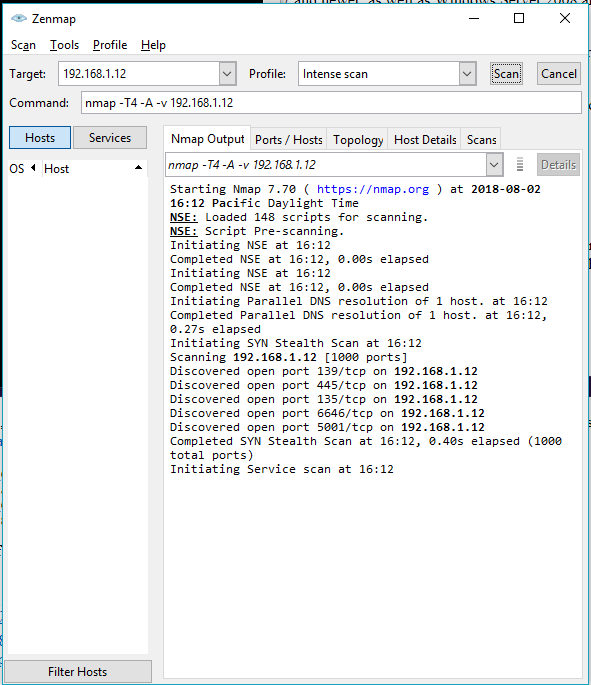 and newer, as well as Windows Server 2008
Zenmap
Scan Tools Profile Help
Target: 192.168.1.12 Profile: Intense scan Scan Cancel
Command: nmap -T4 -A -v 192.168.1.12
Hosts Services
Nmap Output Ports / Hosts Topology Host Details Scans
OS Host
nmap -T4 -A -v 192.168.1.12 Details
Starting Nmap 7.70 ( https://nmap.org ) at 2018-08-02
16:12 Pacific Daylight Time
NSE: Loaded 148 scripts for scanning.
NSE: Script Pre-scanning.
Initiating NSE at 16:12
Completed NSE at 16:12, 0.00s elapsed
Initiating NSE at 16:12
Completed NSE at 16:12, 0.00s elapsed
Initiating Parallel DNS resolution of 1 host. at 16:12
Completed Parallel DNS resolution of 1 host. at 16:12,
0.27s elapsed
Initiating SYN Stealth Scan at 16:12
Scanning 192.168.1.12 [1000 ports]
Discovered open port 139/tcp on 192.168.1.12
Discovered open port 445/tcp on 192.168.1.12
Discovered open port 135/tcp on 192.168.1.12
Discovered open port 6646/tcp on 192.168.1.12
Discovered open port 5001/tcp on 192.168.1.12
Completed SYN Stealth Scan at 16:12, 0.40s elapsed (1000
total ports)
Initiating Service scan at 16:12
Filter Hosts